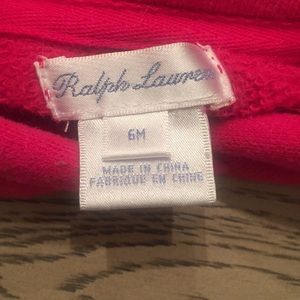 Ralph Lauren
6M
MADE IN CHINA
FABRIQUE EN CHINE